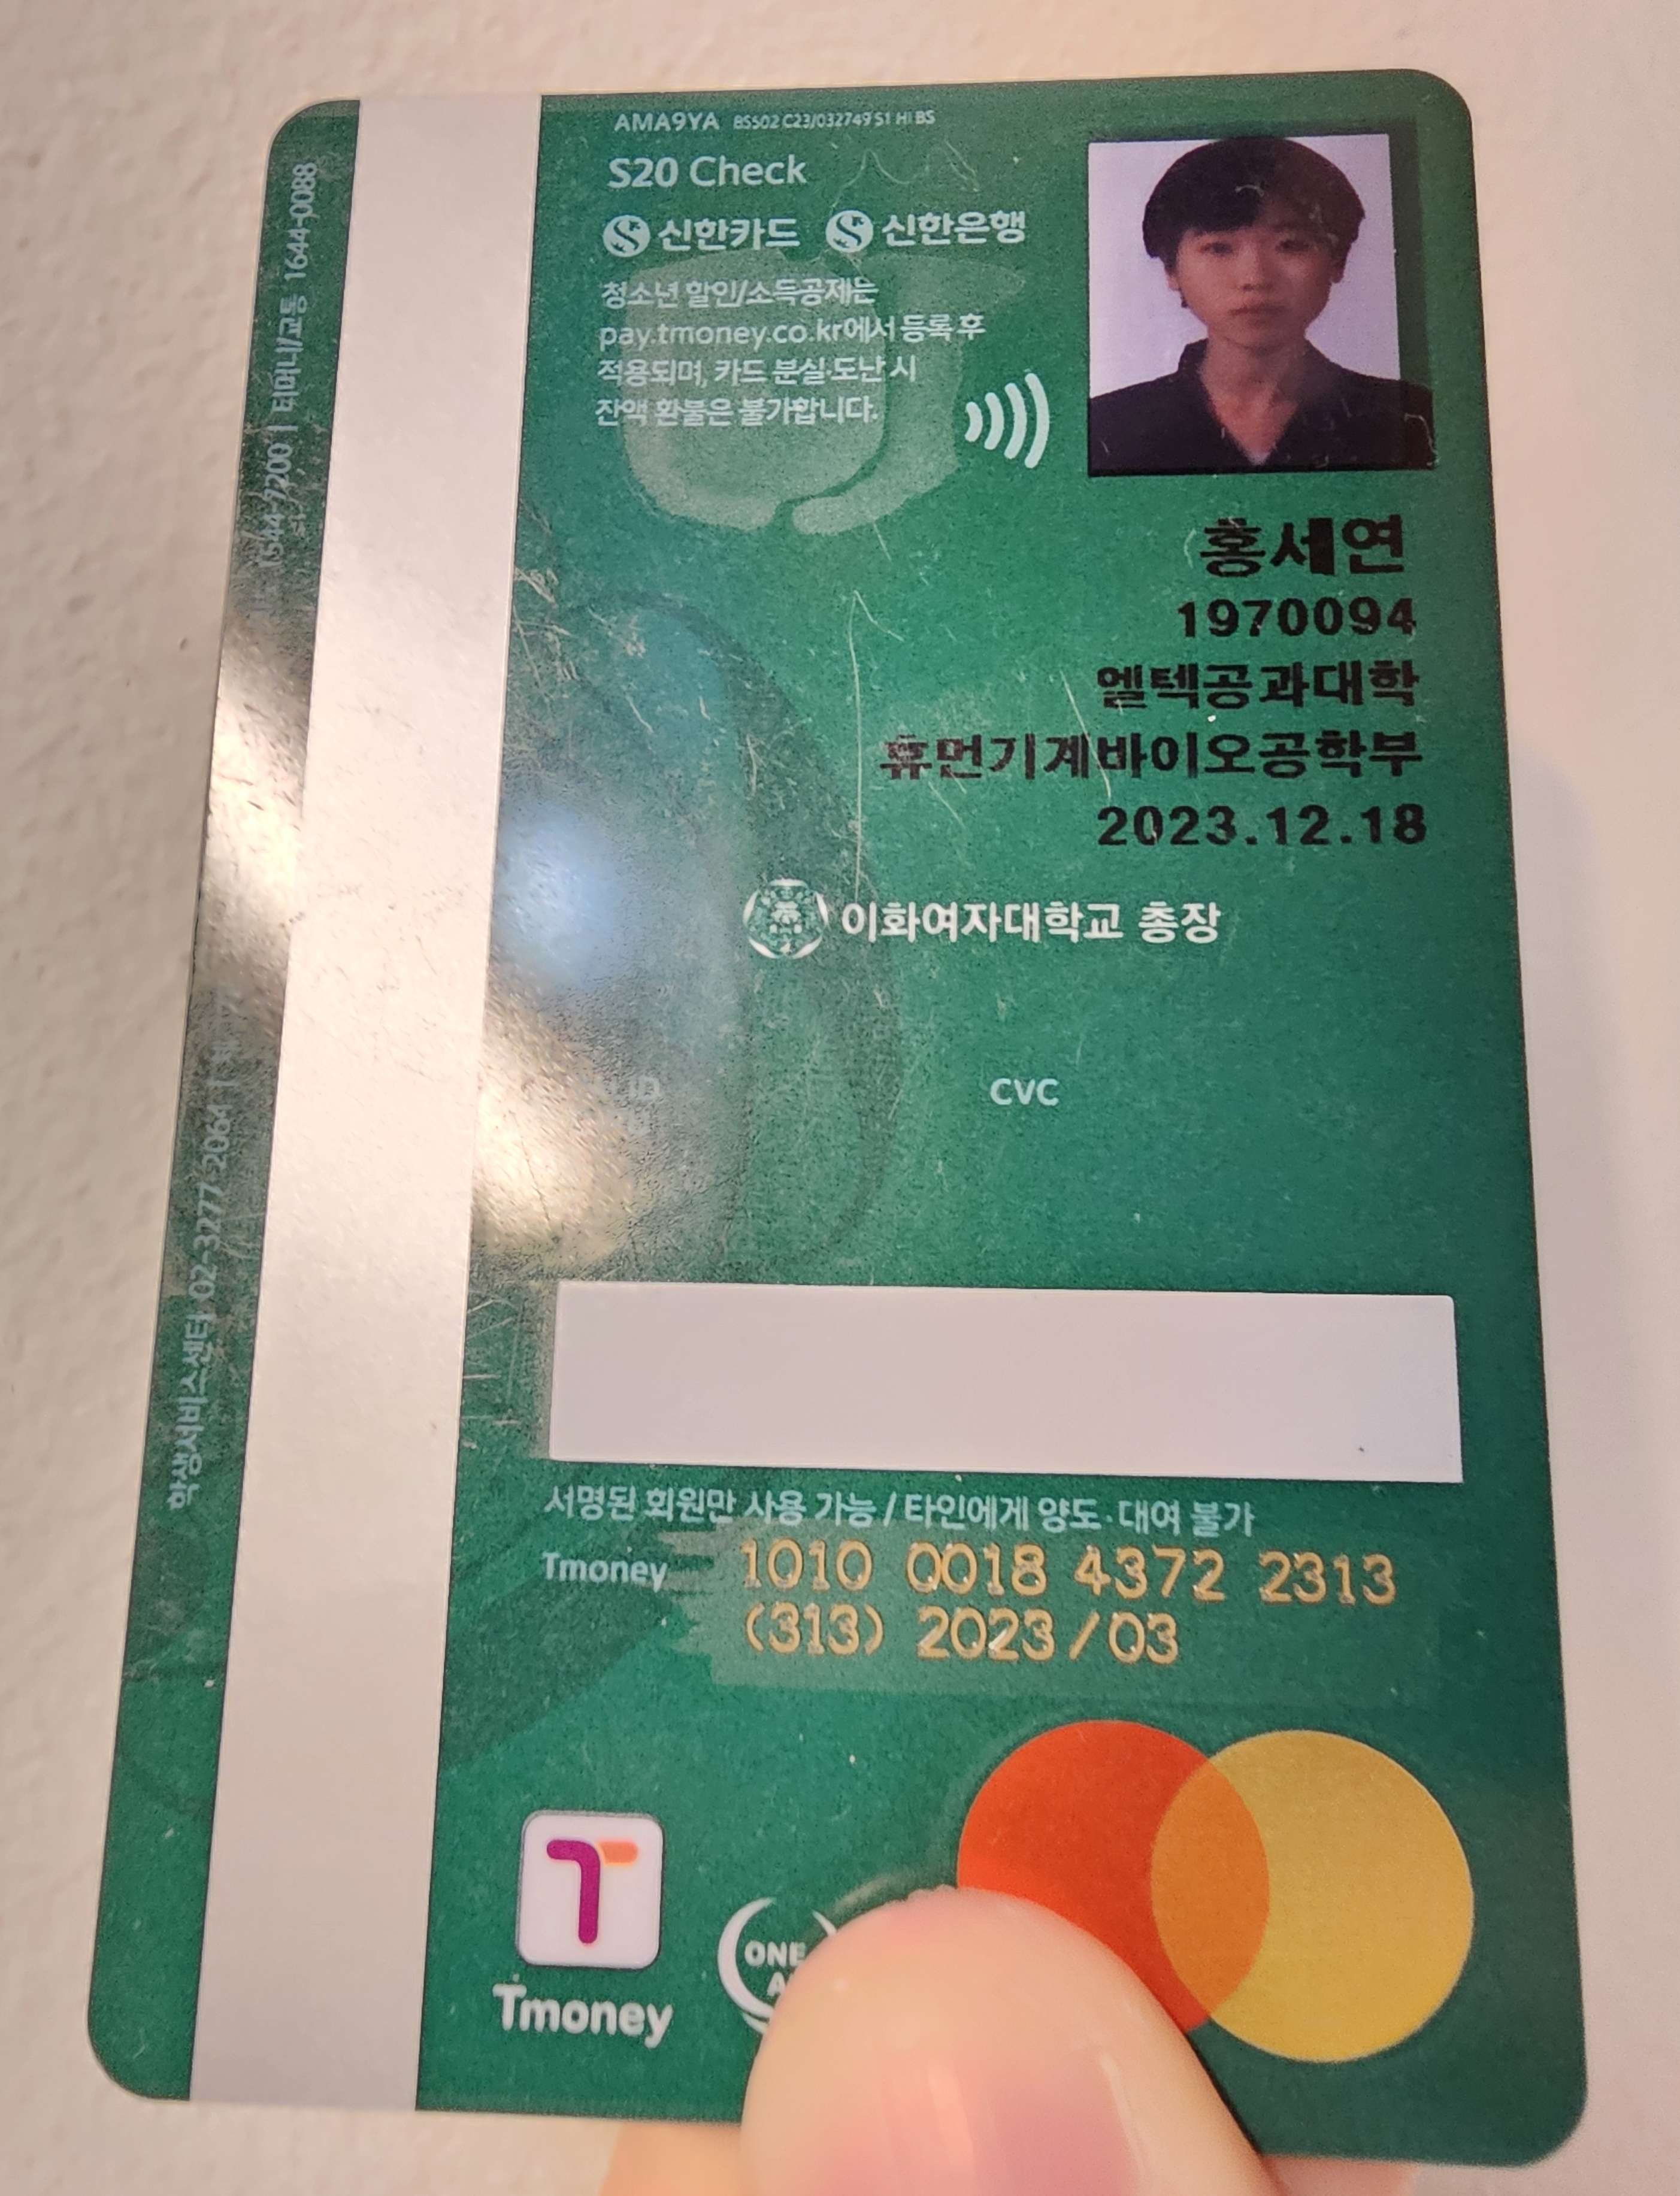 AMA9YA BSS02 C23/032749 S1 Hi BS
S20 Check
신한카드 신한은행
청소년 할인/소득공제는
pay.tmoney.co.kr에서 등록 후
적용되며, 카드 분실·도난 시
잔액 환불은 불가합니다.
홍세연
1970094
엘텍공과대학
휴먼기계바이오공학부
2023.12.18
이화여자대학교 총장
CVC
서명된 회원만 사용 가능 / 타인에게 양도·대여 불가
Tmoney 1010 0018 4372 2313
(313) 2023/03
Tmoney
ONE
학생서비스센터 02-3277-2064 |
1544-7200 | 티머니/교통 1644-0088